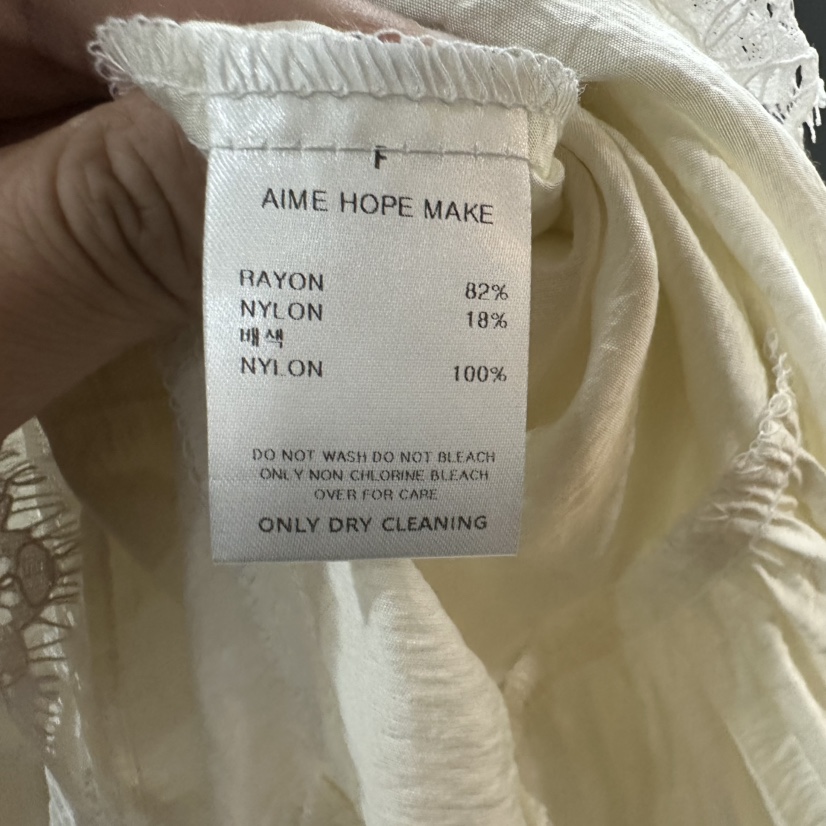 F
AIME HOPE MAKE
RAYON 82%
NYLON 18%
배색
NYLON 100%
DO NOT WASH DO NOT BLEACH
ONLY NON CHLORINE BLEACH
OVER FOR CARE
ONLY DRY CLEANING